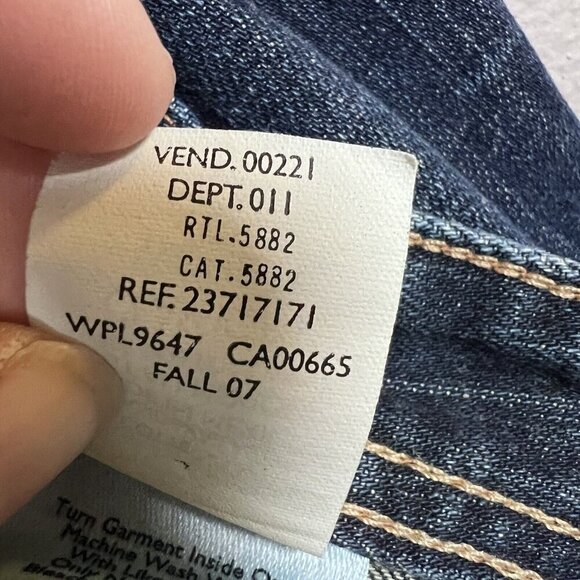 VEND. 00221
DEPT. 011
RTL.5882
CAT.5882
REF. 23717171
WPL9647 CA00665
FALL 07
Turn Garment Inside
Machine Wash
With
Only